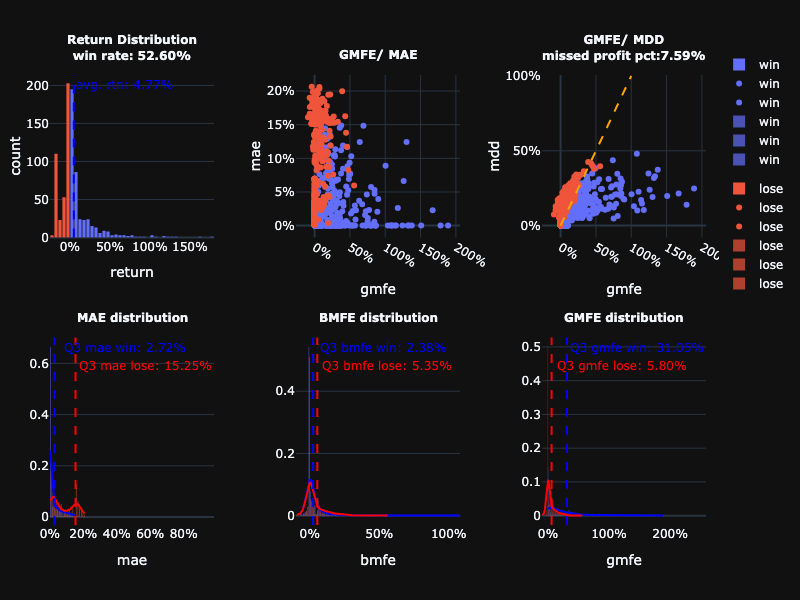 Return Distribution
win rate: 52.60%
avg. rtn: 4.77%
200
150
100
50
0
count
0% 50% 100% 150%
return
GMFE/ MAE
20%
15%
10%
5%
0%
mae
0% 50% 100% 150% 200%
gmfe
GMFE/ MDD
missed profit pct:7.59%
100%
50%
0%
mdd
0% 50% 100% 150% 20
gmfe
win
win
win
win
win
win
lose
lose
lose
lose
lose
lose
MAE distribution
Q3 mae win: 2.72%
Q3 mae lose: 15.25%
0.6
0.4
0.2
0
0% 20% 40% 60% 80%
mae
BMFE distribution
Q3 bmfe win: 2.38%
Q3 bmfe lose: 5.35%
0.4
0.2
0
0% 50% 100%
bmfe
GMFE distribution
Q3 gmfe win: 31.05%
Q3 gmfe lose: 5.80%
0.5
0.4
0.3
0.2
0.1
0
0% 100% 200%
gmfe